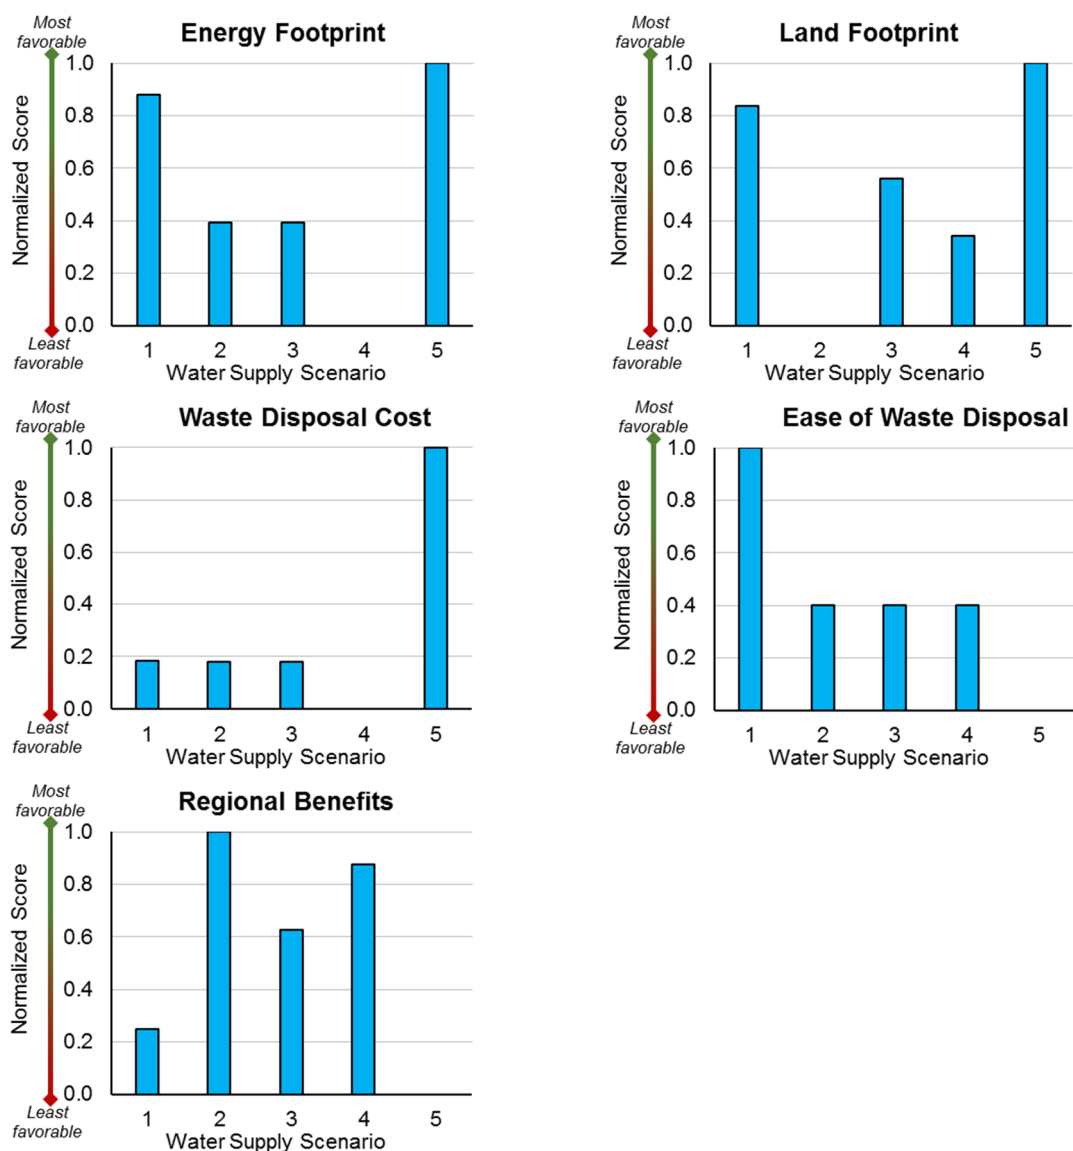 Energy Footprint
Most
favorable
Normalized Score
1.0
0.8
0.6
0.4
0.2
0.0
Least
favorable
1 2 3 4 5
Water Supply Scenario
Land Footprint
Most
favorable
Normalized Score
1.0
0.8
0.6
0.4
0.2
0.0
Least
favorable
1 2 3 4 5
Water Supply Scenario
Waste Disposal Cost
Most
favorable
Normalized Score
1.0
0.8
0.6
0.4
0.2
0.0
Least
favorable
1 2 3 4 5
Water Supply Scenario
Ease of Waste Disposal
Most
favorable
Normalized Score
1.0
0.8
0.6
0.4
0.2
0.0
Least
favorable
1 2 3 4 5
Water Supply Scenario
Regional Benefits
Most
favorable
Normalized Score
1.0
0.8
0.6
0.4
0.2
0.0
Least
favorable
1 2 3 4 5
Water Supply Scenario